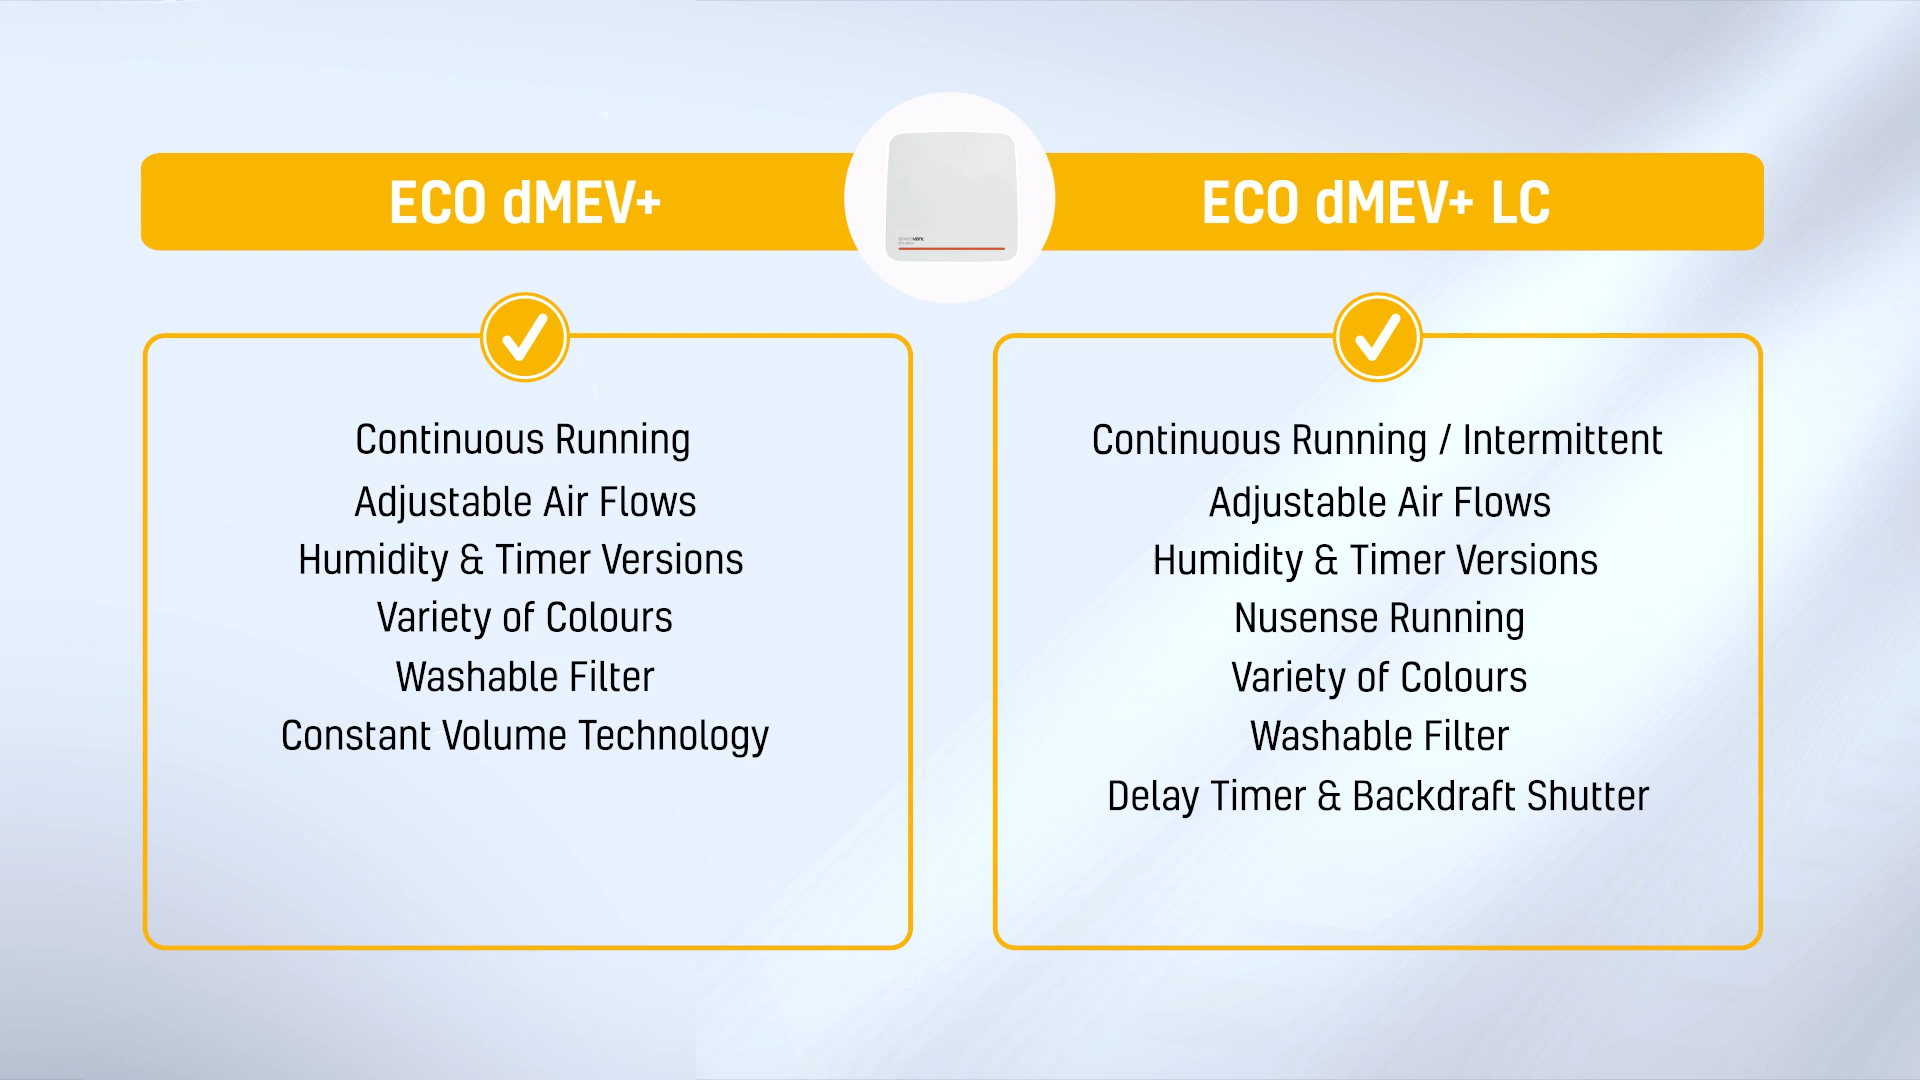 ECO dMEV+
ECO dMEV+ LC
Continuous Running
Adjustable Air Flows
Humidity & Timer Versions
Variety of Colours
Washable Filter
Constant Volume Technology
Continuous Running / Intermittent
Adjustable Air Flows
Humidity & Timer Versions
Nusense Running
Variety of Colours
Washable Filter
Delay Timer & Backdraft Shutter